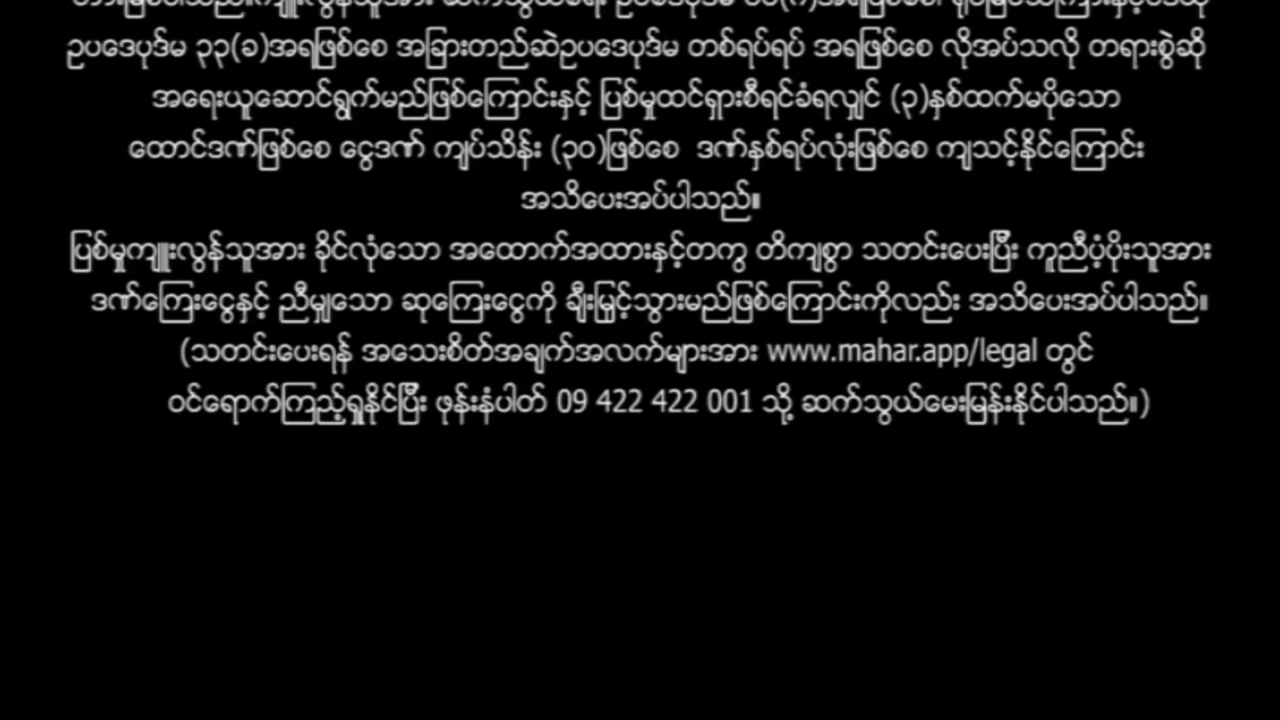 ဥပဒေပုဒ်မ ၃၃(ခ)အရဖြစ်စေ အခြားတည်ဆဲဥပဒေပုဒ်မ တစ်ရပ်ရပ် အရဖြစ်စေ လိုအပ်သလို တရားစွဲဆို
အရေးယူဆောင်ရွက်မည်ဖြစ်ကြောင်းနှင့် ပြစ်မှုထင်ရှားစီရင်ခံရလျှင် (၃)နှစ်ထက်မပိုသော
ထောင်ဒဏ်ဖြစ်စေ ငွေဒဏ် ကျပ်သိန်း (၃၀)ဖြစ်စေ ဒဏ်နှစ်ရပ်လုံးဖြစ်စေ ကျသင့်နိုင်ကြောင်း
အသိပေးအပ်ပါသည်။
ပြစ်မှုကျူးလွန်သူအား ခိုင်လုံသော အထောက်အထားနှင့်တကွ တိကျစွာ သတင်းပေးပြီး ကူညီပံ့ပိုးသူအား
ဒဏ်ကြေးငွေနှင့် ညီမျှသော ဆုကြေးငွေကို ချီးမြှင့်သွားမည်ဖြစ်ကြောင်းကိုလည်း အသိပေးအပ်ပါသည်။
(သတင်းပေးရန် အသေးစိတ်အချက်အလက်များအား www.mahar.app/legal တွင်
ဝင်ရောက်ကြည့်ရှုနိုင်ပြီး ဖုန်းနံပါတ် 09 422 422 001 သို့ ဆက်သွယ်မေးမြန်းနိုင်ပါသည်။)